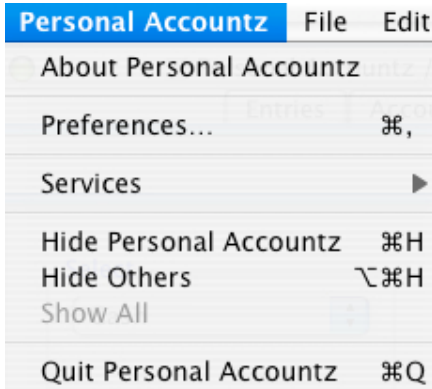 Personal Accountz File Edit
About Personal Accountz
Entries
Preferences... ⌘,
Services ▶
Hide Personal Accountz ⌘H
Hide Others ⌥⌘H
Show All
Quit Personal Accountz ⌘Q